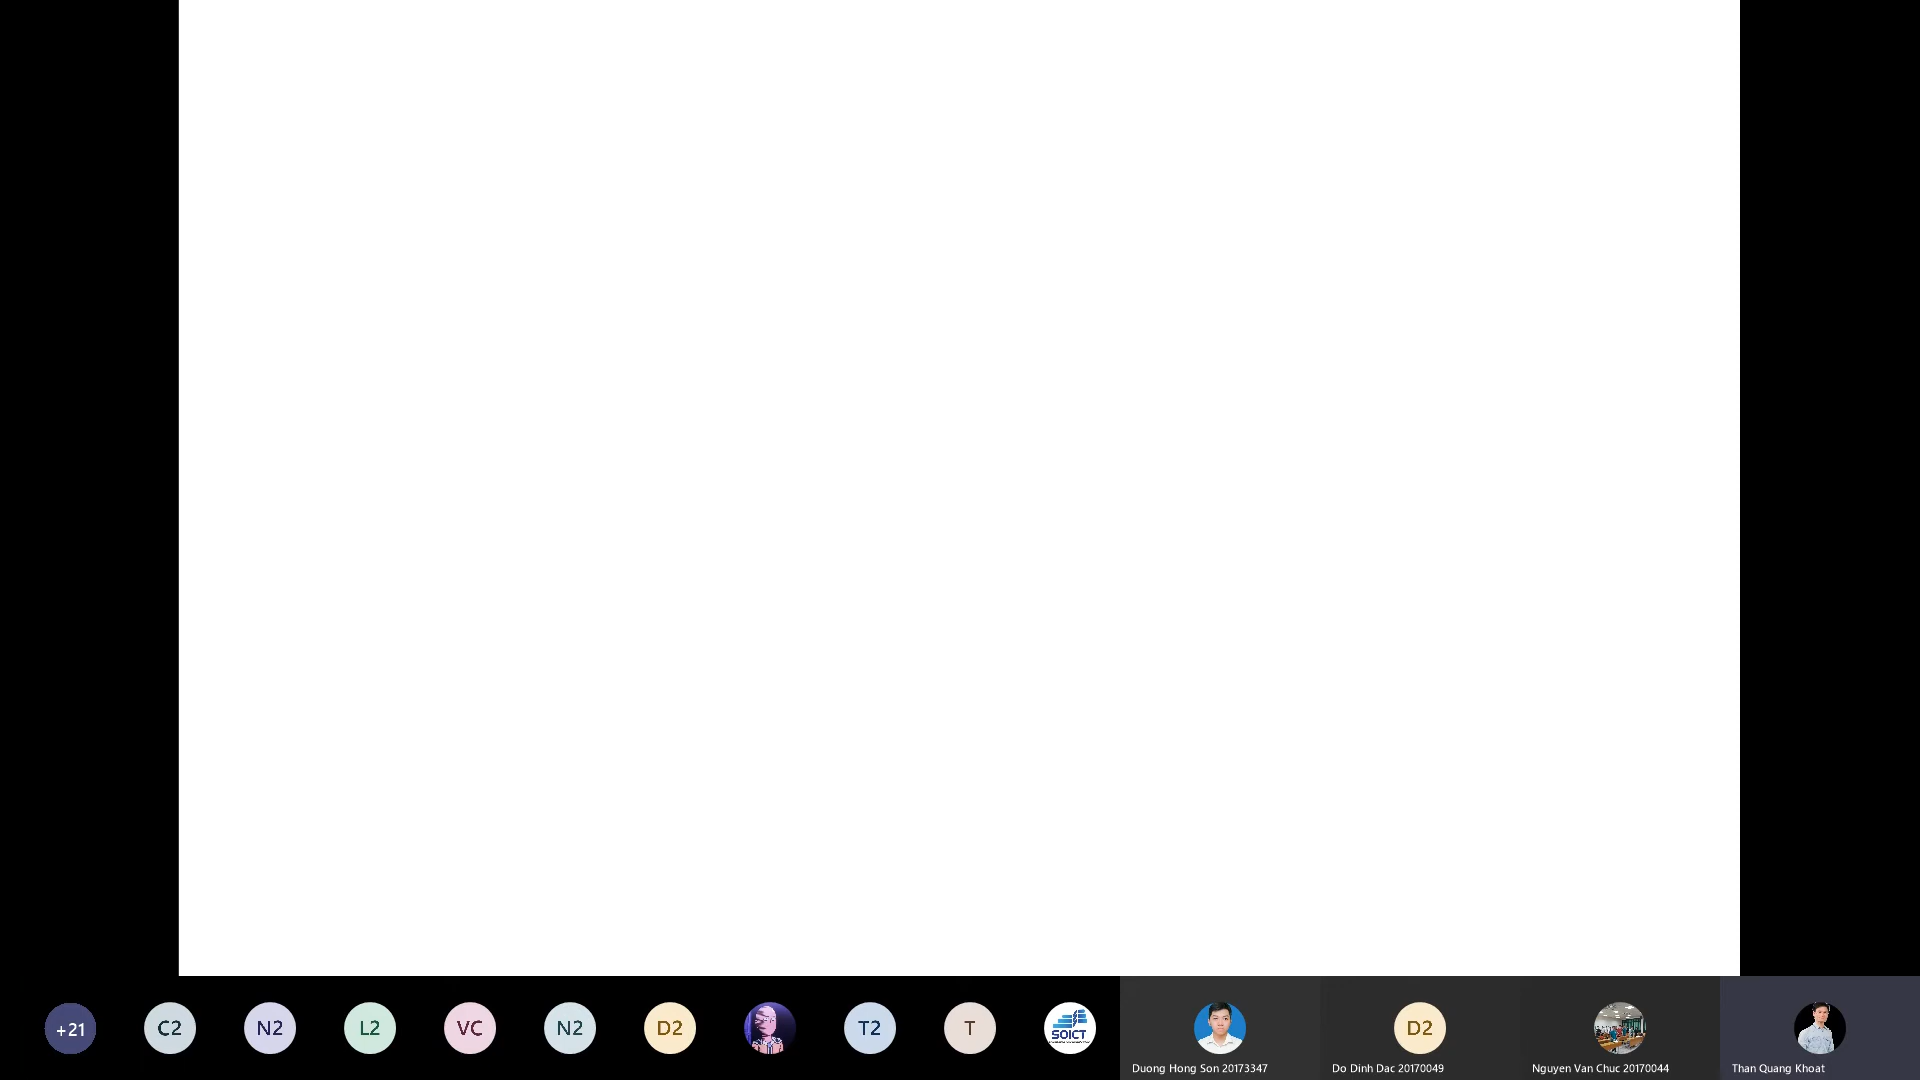 +21
C2
N2
L2
VC
N2
D2
T2
T
SOICT
D2
Duong Hong Son 20173347
Do Dinh Dac 20170049
Nguyen Van Chuc 20170044
Than Quang Khoat